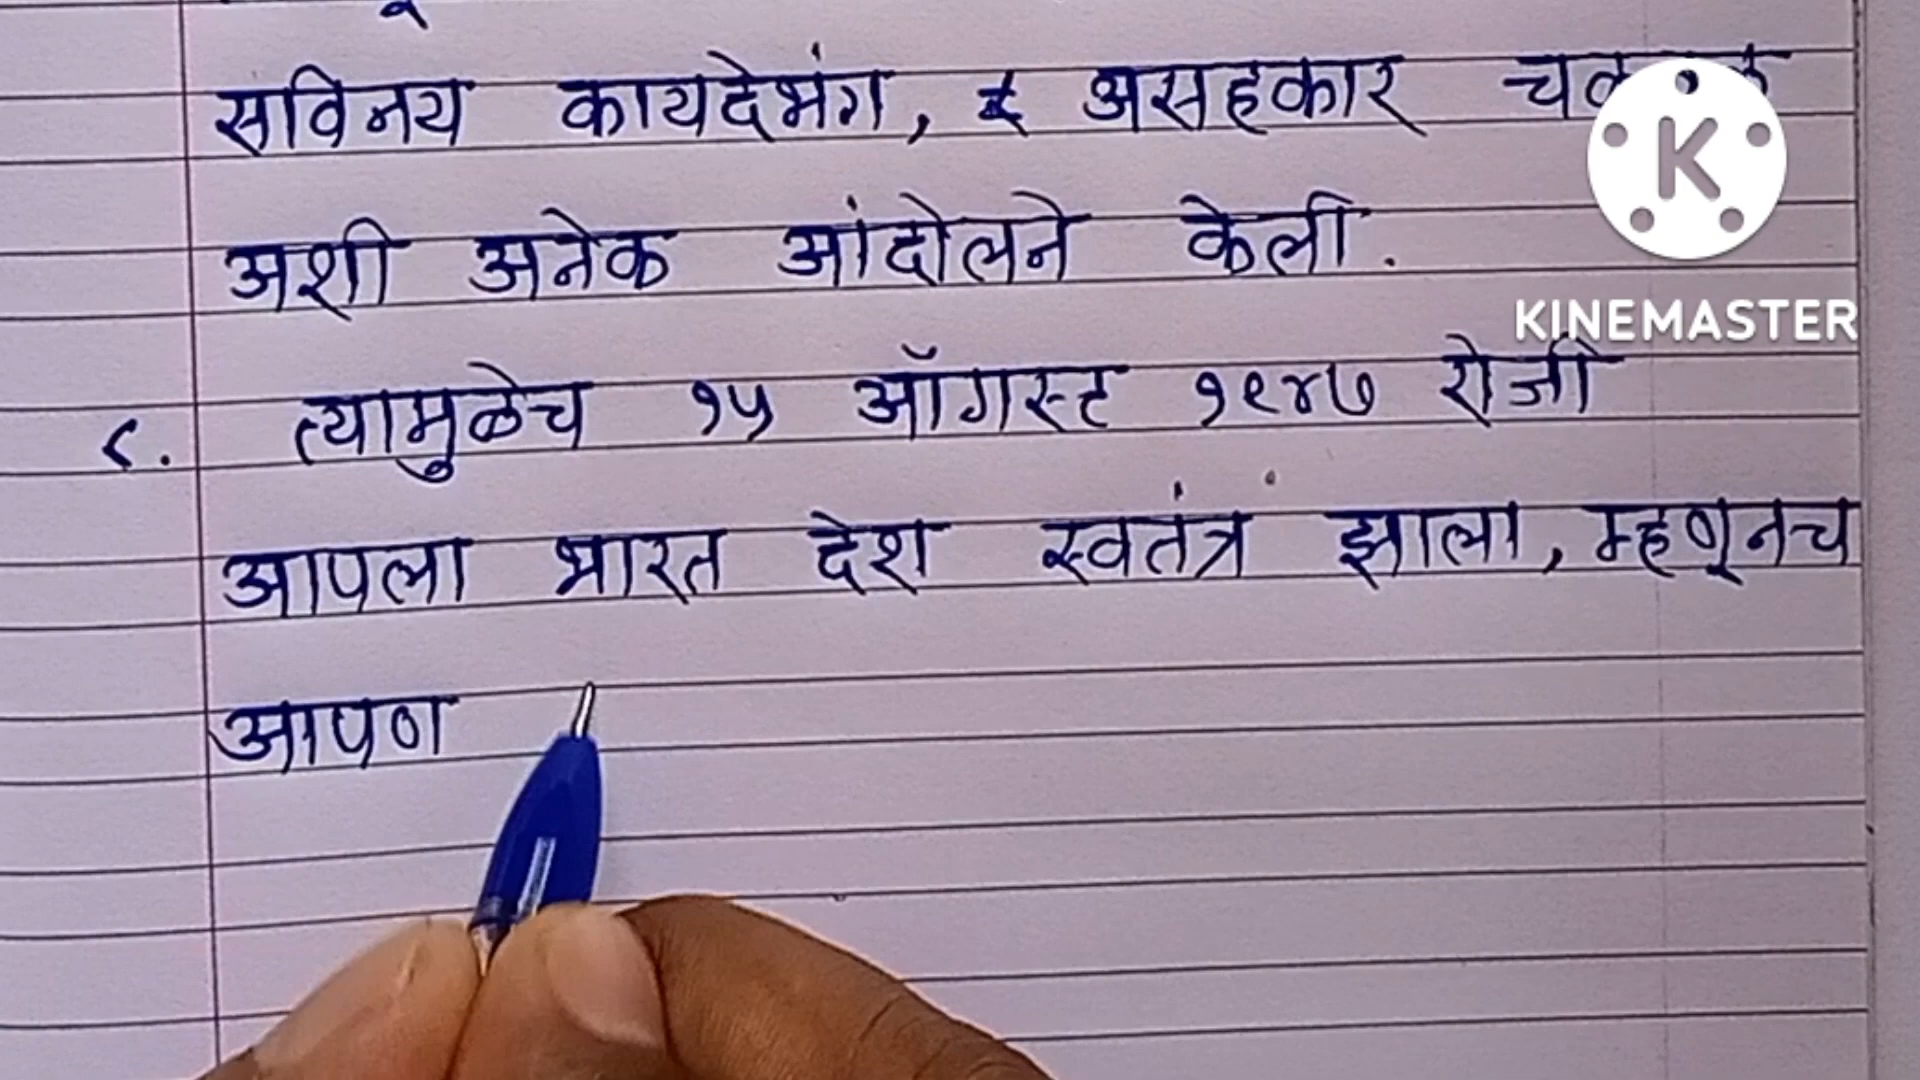 सविनय कायदेभंग, असहकार
अशी अनेक आंदोलने केली.
८. त्यामुळेच १५ ऑगस्ट १९४७ रोजी
आपला भारत देश स्वतंत्र झाला, म्हणूनच
आपण
K
KINEMASTER